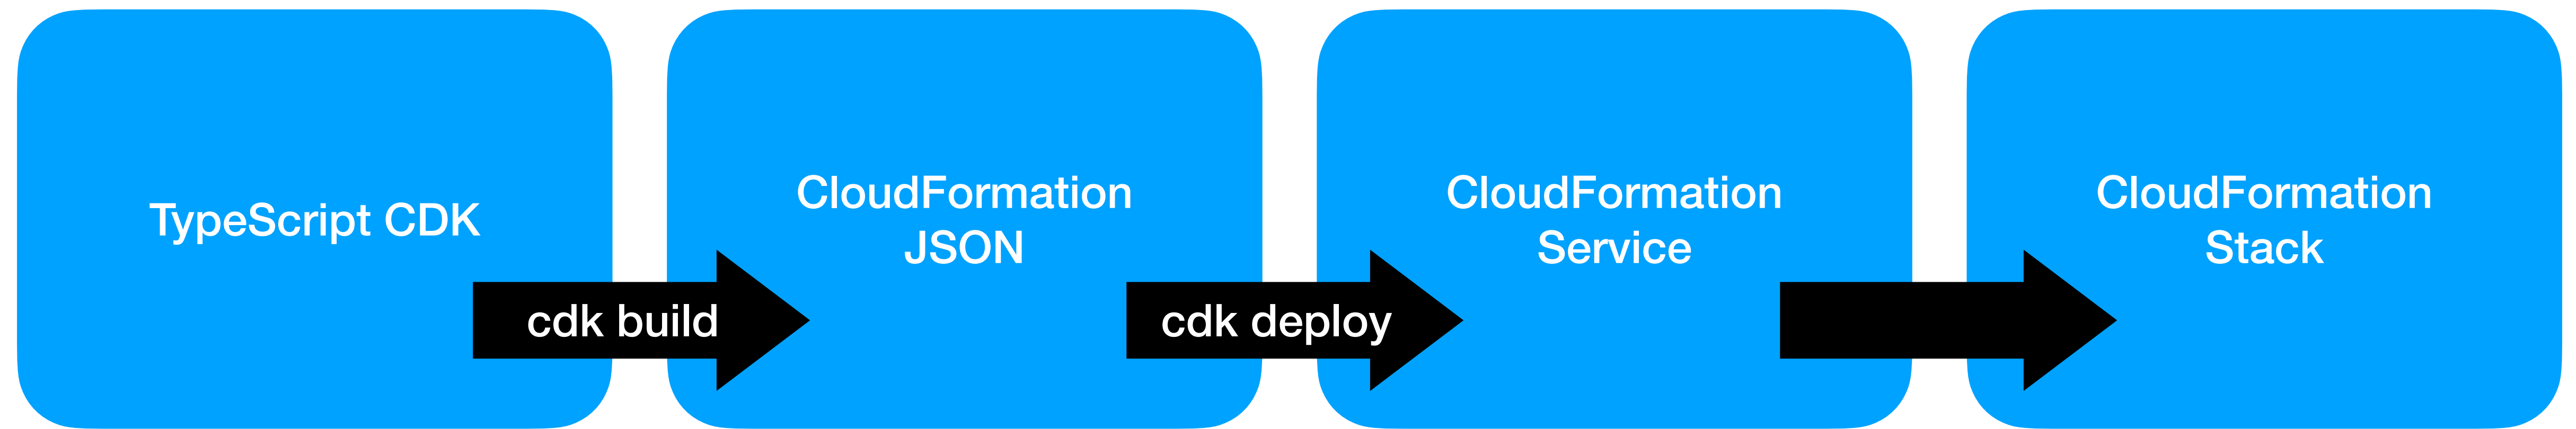 TypeScript CDK
cdk build
CloudFormation
JSON
cdk deploy
CloudFormation
Service
CloudFormation
Stack